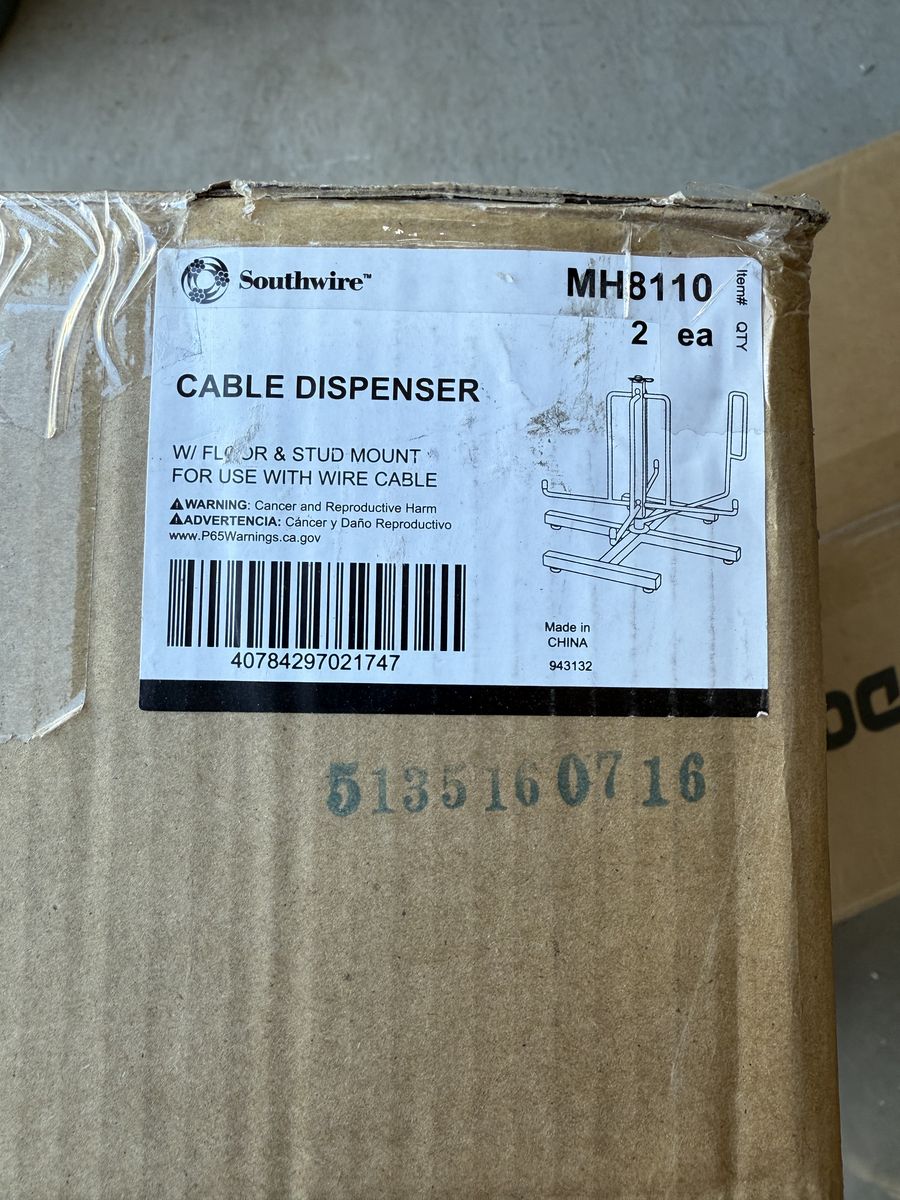 Southwire™
MH8110
Item#
2 ea
QTY
CABLE DISPENSER
W/ FLOOR & STUD MOUNT
FOR USE WITH WIRE CABLE
⚠WARNING: Cancer and Reproductive Harm
⚠ADVERTENCIA: Cáncer y Daño Reproductivo
www.P65Warnings.ca.gov
40784297021747
Made in
CHINA
943132
5135160716